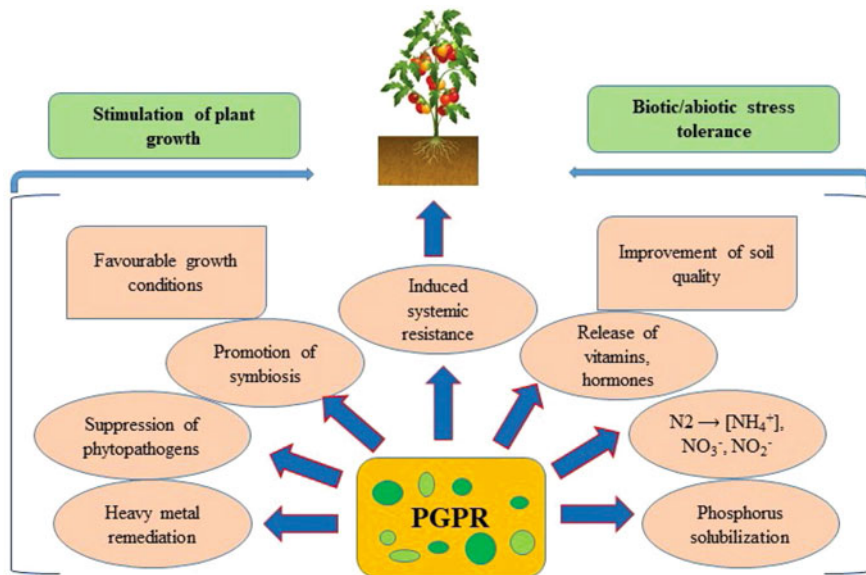 Stimulation of plant
growth
Biotic/abiotic stress
tolerance
Favourable growth
conditions
Induced
systemic
resistance
Improvement of soil
quality
Promotion of
symbiosis
Release of
vitamins,
hormones
Suppression of
phytopathogens
N2 → [NH₄⁺],
NO₃⁻, NO₂⁻
Heavy metal
remediation
PGPR
Phosphorus
solubilization